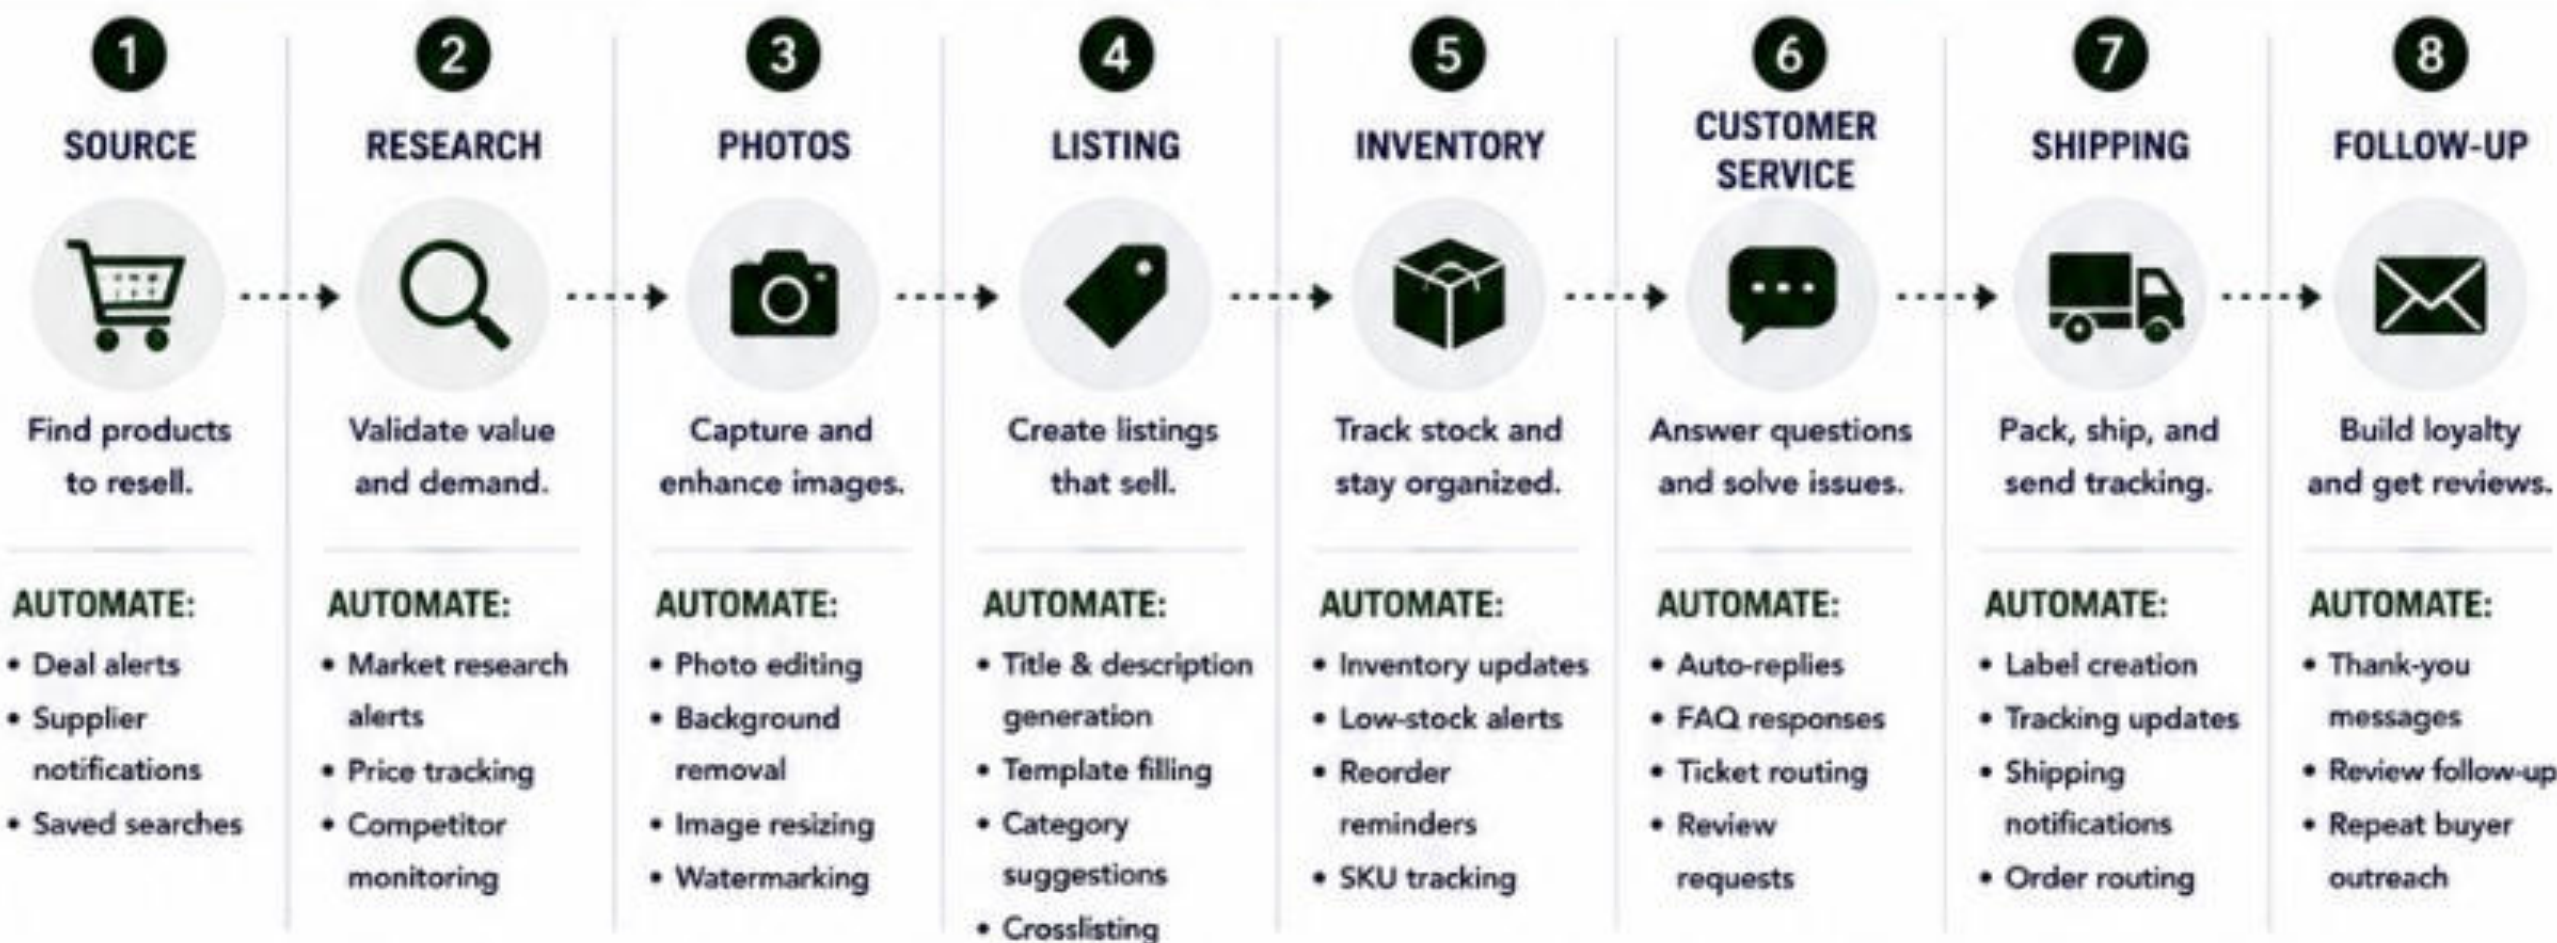 1
SOURCE
Find products
to resell.
AUTOMATE:
• Deal alerts
• Supplier
notifications
• Saved searches
2
RESEARCH
Validate value
and demand.
AUTOMATE:
• Market research
alerts
• Price tracking
• Competitor
monitoring
3
PHOTOS
Capture and
enhance images.
AUTOMATE:
• Photo editing
• Background
removal
• Image resizing
• Watermarking
4
LISTING
Create listings
that sell.
AUTOMATE:
• Title & description
generation
• Template filling
• Category
suggestions
• Crosslisting
5
INVENTORY
Track stock and
stay organized.
AUTOMATE:
• Inventory updates
• Low-stock alerts
• Reorder
reminders
• SKU tracking
6
CUSTOMER
SERVICE
Answer questions
and solve issues.
AUTOMATE:
• Auto-replies
• FAQ responses
• Ticket routing
• Review
requests
7
SHIPPING
Pack, ship, and
send tracking.
AUTOMATE:
• Label creation
• Tracking updates
• Shipping
notifications
• Order routing
8
FOLLOW-UP
Build loyalty
and get reviews.
AUTOMATE:
• Thank-you
messages
• Review follow-up
• Repeat buyer
outreach